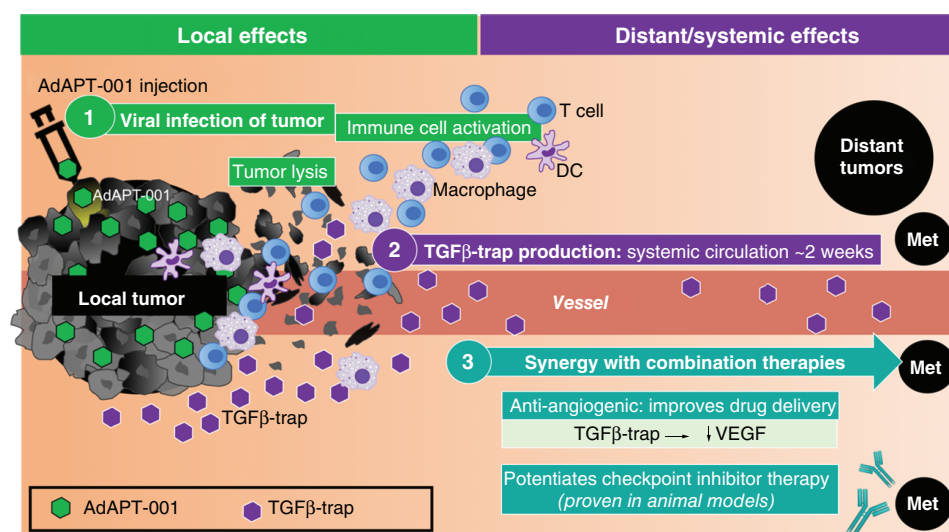 Local effects
Distant/systemic effects
AdAPT-001 injection
1
Viral infection of tumor
Immune cell activation
T cell
DC
Tumor lysis
Macrophage
AdAPT-001
Distant
tumors
Met
2
TGFβ-trap production: systemic circulation ~2 weeks
Local tumor
Vessel
3
Synergy with combination therapies
Met
Anti-angiogenic: improves drug delivery
TGFβ-trap → ↓VEGF
TGFβ-trap
Potentiates checkpoint inhibitor therapy
(proven in animal models)
Met
AdAPT-001
TGFβ-trap